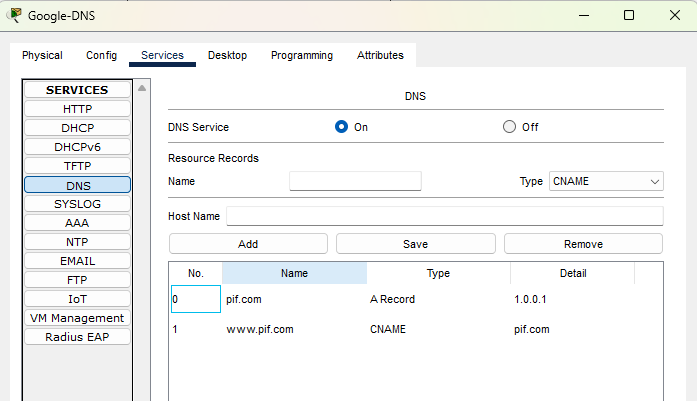 Google-DNS
Physical Config Services Desktop Programming Attributes
SERVICES
HTTP
DHCP
DHCPv6
TFTP
DNS
SYSLOG
AAA
NTP
EMAIL
FTP
IoT
VM Management
Radius EAP
DNS
DNS Service On Off
Resource Records
Name Type CNAME
Host Name
Add Save Remove
No. Name Type Detail
0 pif.com A Record 1.0.0.1
1 www.pif.com CNAME pif.com